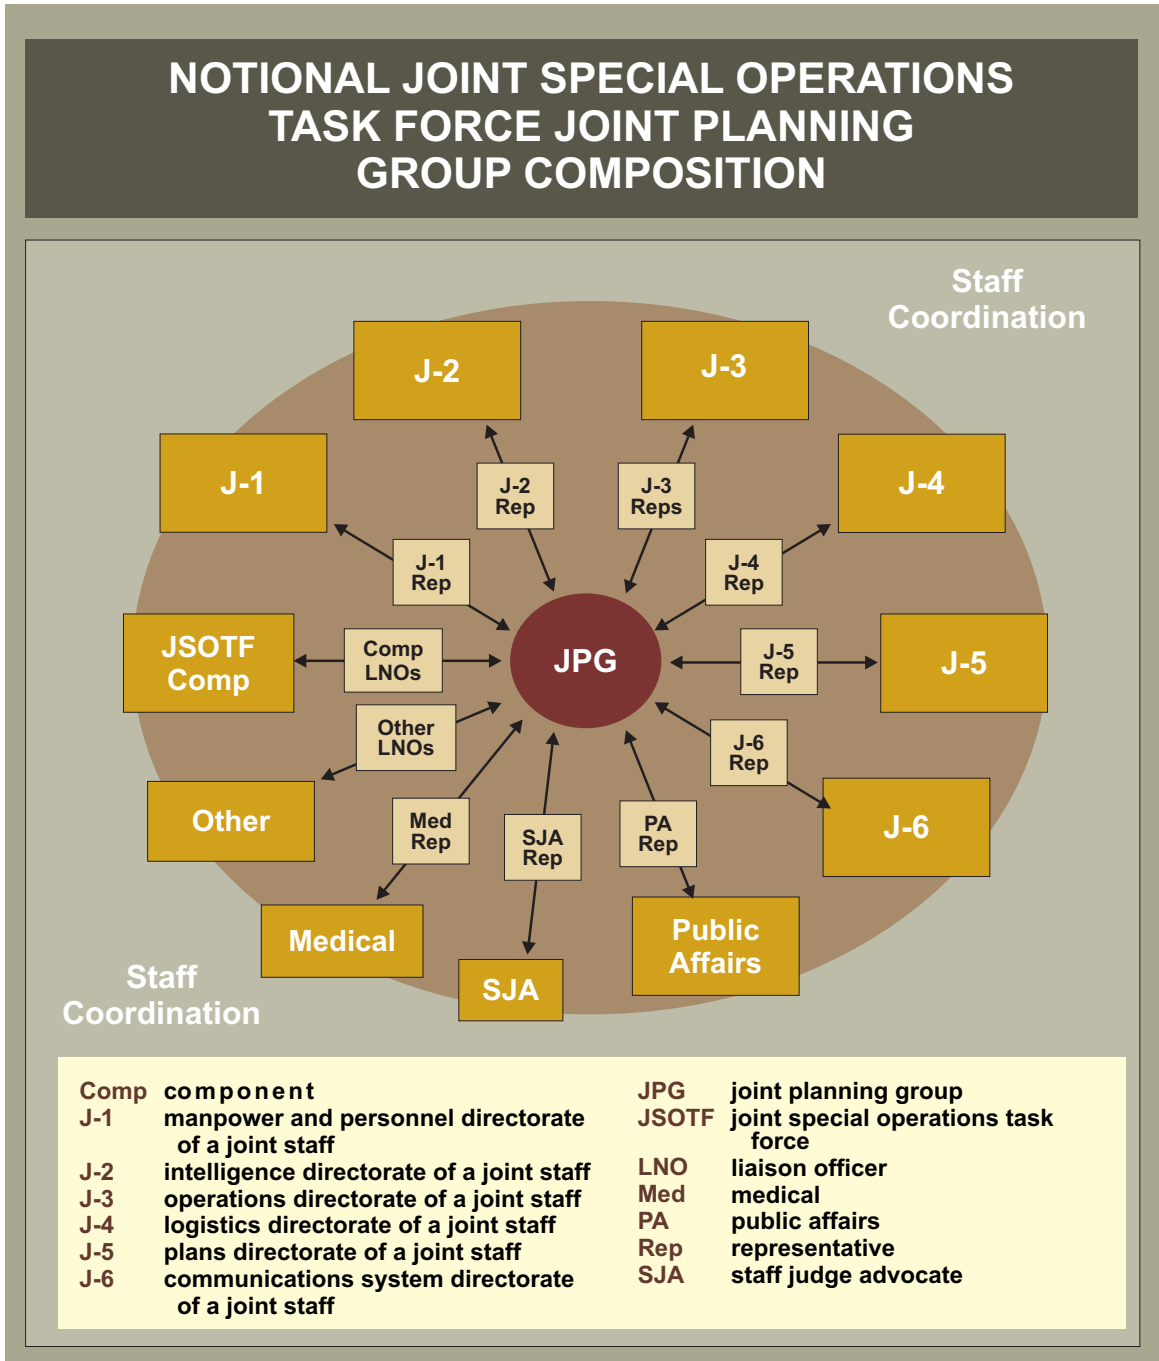 NOTIONAL JOINT SPECIAL OPERATIONS
TASK FORCE JOINT PLANNING
GROUP COMPOSITION
Staff
Coordination
J-2
J-3
J-1
J-4
J-2
Rep
J-3
Reps
J-1
Rep
J-4
Rep
JSOTF
Comp
Comp
LNOs
JPG
J-5
Rep
J-5
Other
LNOs
J-6
Rep
Other
Med
Rep
SJA
Rep
PA
Rep
J-6
Medical
SJA
Public
Affairs
Staff
Coordination
Comp component
J-1 manpower and personnel directorate
of a joint staff
J-2 intelligence directorate of a joint staff
J-3 operations directorate of a joint staff
J-4 logistics directorate of a joint staff
J-5 plans directorate of a joint staff
J-6 communications system directorate
of a joint staff
JPG joint planning group
JSOTF joint special operations task
force
LNO liaison officer
Med medical
PA public affairs
Rep representative
SJA staff judge advocate